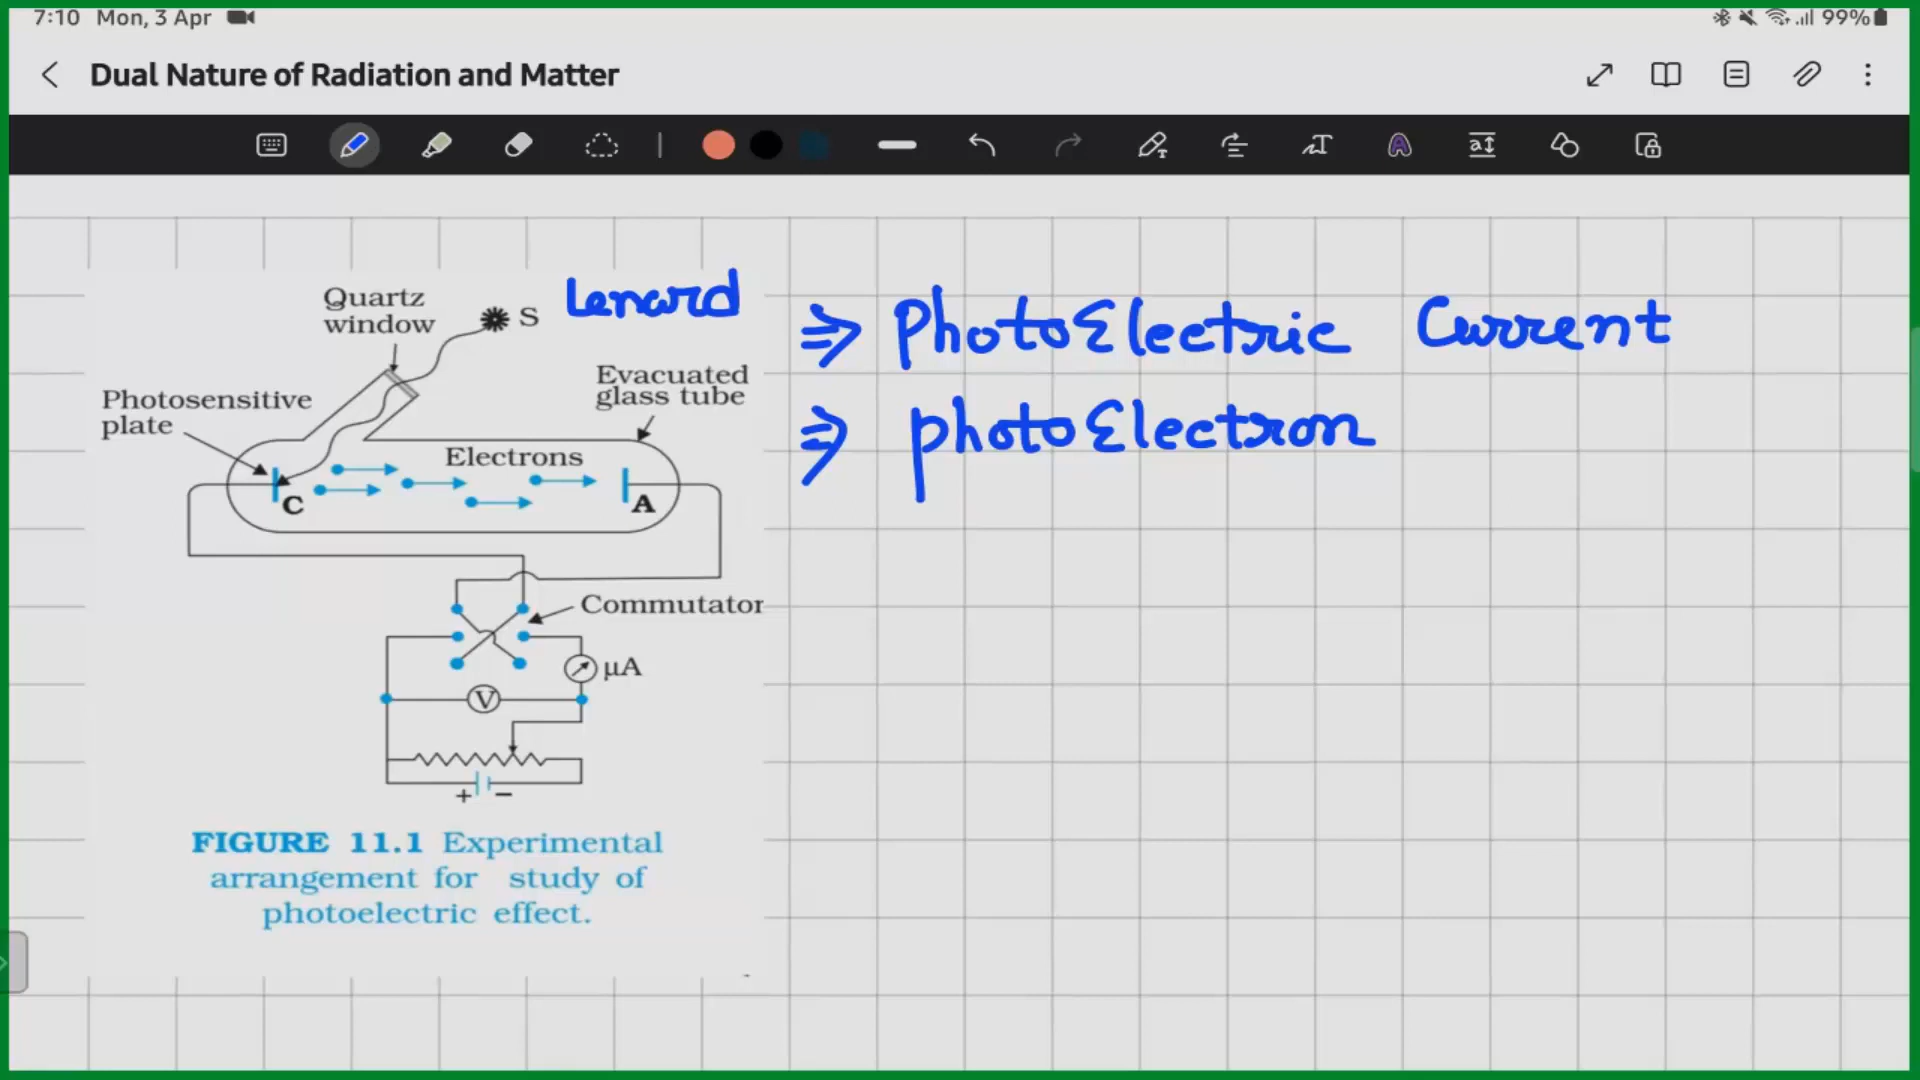 7:10 Mon, 3 Apr
99%
Dual Nature of Radiation and Matter
Quartz
window
S
Lenard
⇒ PhotoElectric Current
Photosensitive
plate
Evacuated
glass tube
⇒ photoElectron
Electrons
C
A
Commutator
μA
V
+ −
FIGURE 11.1 Experimental
arrangement for study of
photoelectric effect.